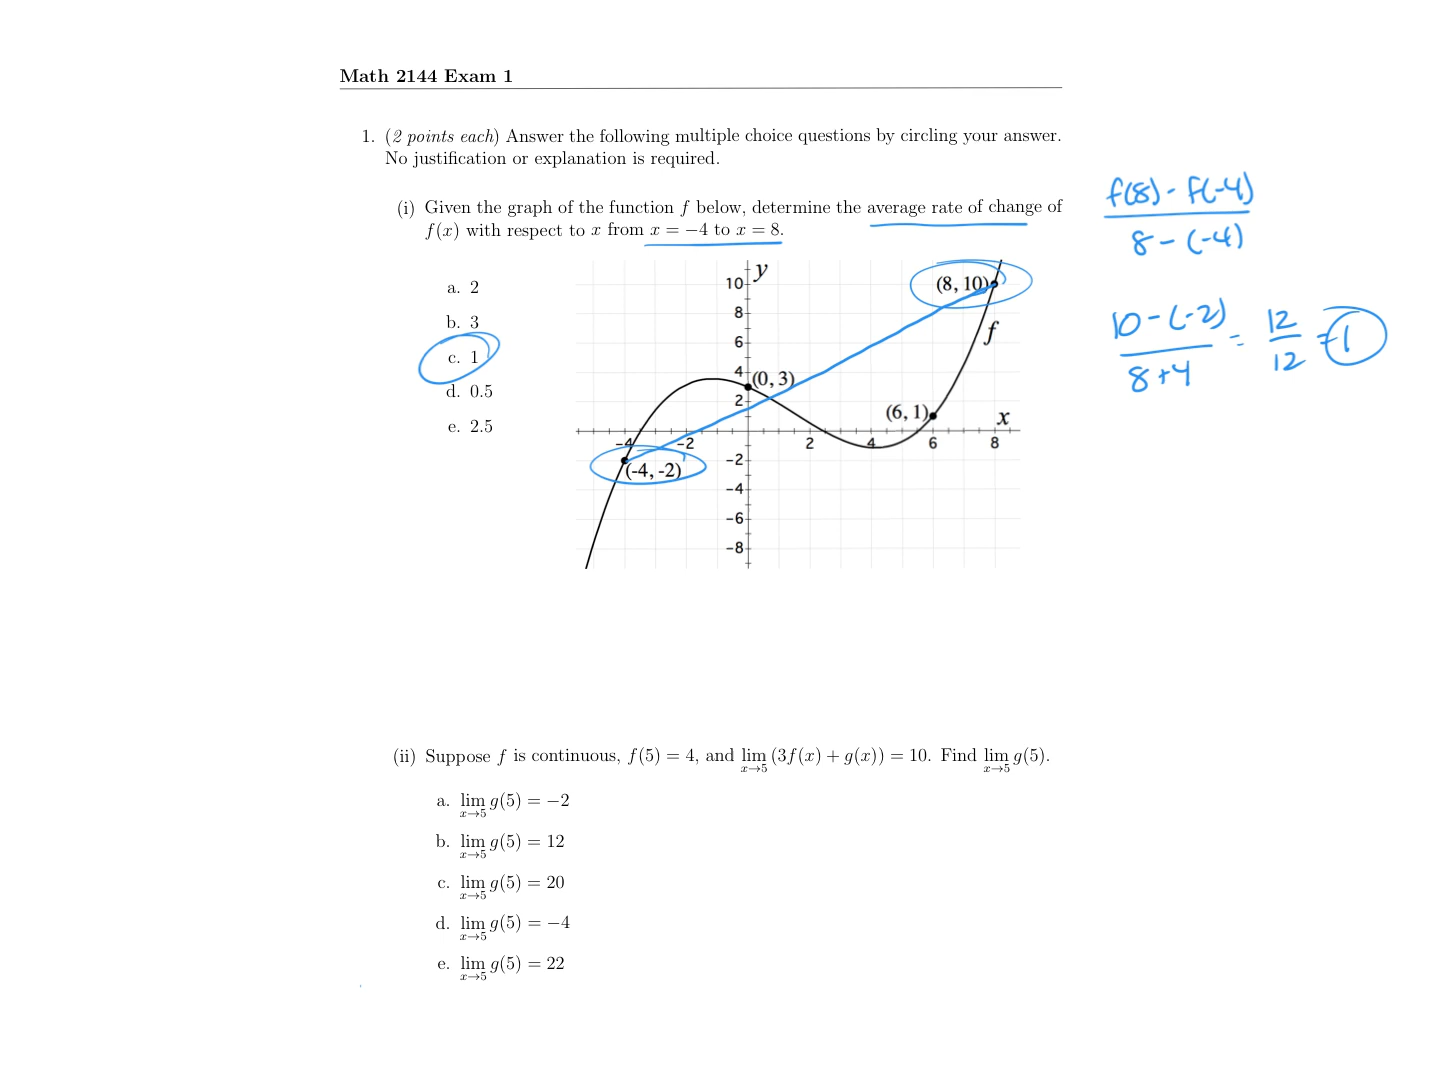 Math 2144 Exam 1
1. (2 points each) Answer the following multiple choice questions by circling your answer.
No justification or explanation is required.
(i) Given the graph of the function f below, determine the average rate of change of
f(x) with respect to x from x = −4 to x = 8.
f(8) - f(-4)
8 - (-4)
a. 2
b. 3
c. 1
d. 0.5
e. 2.5
y
10
8
6
4
2
-2
-4
-6
-8
-4
-2
2
4
6
8
x
f
(8, 10)
(0, 3)
(6, 1)
(-4, -2)
10 - (-2)
8 + 4
= 12
12
= 1
(ii) Suppose f is continuous, f(5) = 4, and lim x→5 (3f(x) + g(x)) = 10. Find lim x→5 g(5).
a. lim x→5 g(5) = −2
b. lim x→5 g(5) = 12
c. lim x→5 g(5) = 20
d. lim x→5 g(5) = −4
e. lim x→5 g(5) = 22